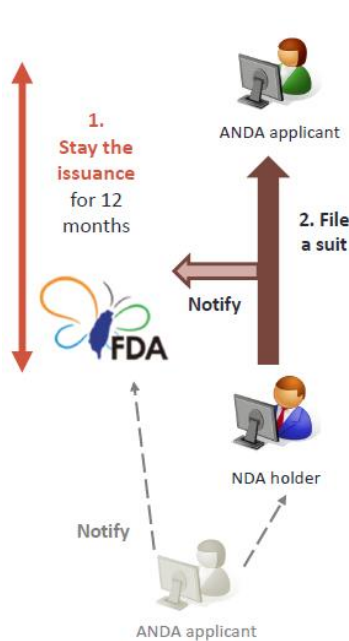 ANDA applicant
1.
Stay the
issuance
for 12
months
2. File
a suit
Notify
FDA
NDA holder
Notify
ANDA applicant